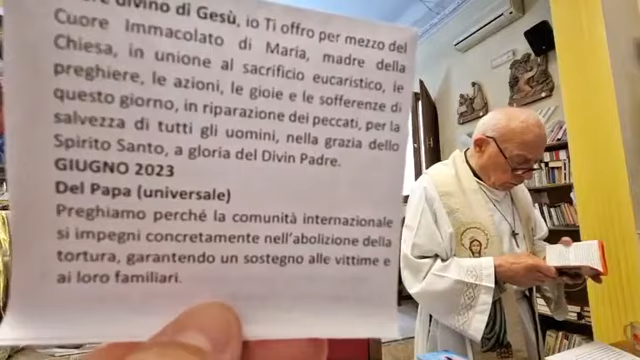 divino di Gesù, io Ti offro per mezzo del
Cuore Immacolato di Maria, madre della
Chiesa, in unione al sacrificio eucaristico, le
preghiere, le azioni, le gioie e le sofferenze di
questo giorno, in riparazione dei peccati, per la
salvezza di tutti gli uomini, nella grazia dello
Spirito Santo, a gloria del Divin Padre.
GIUGNO 2023
Del Papa (universale)
Preghiamo perché la comunità internazionale
si impegni concretamente nell'abolizione della
tortura, garantendo un sostegno alle vittime e
ai loro familiari.